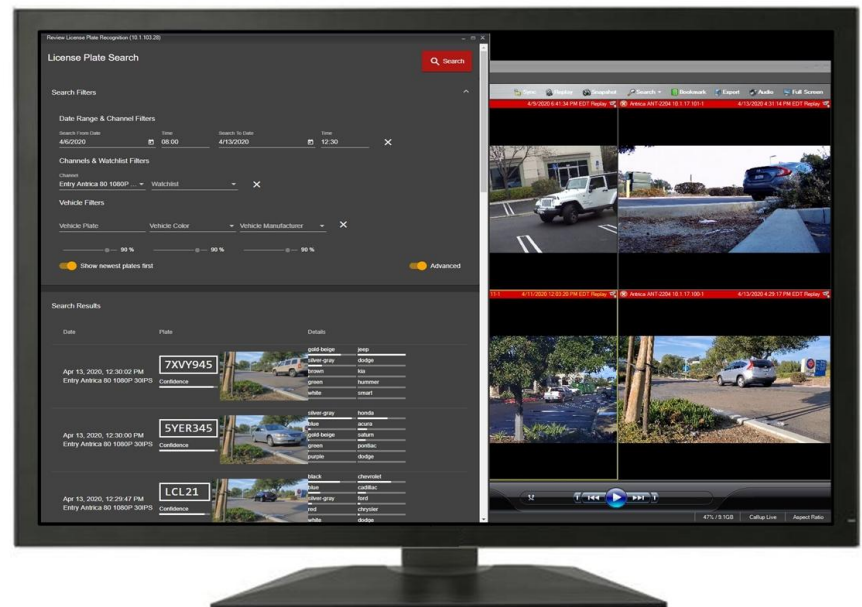 Review License Plate Recognition (10.1.103.28)
License Plate Search
Search
Search Filters
Date Range & Channel Filters
Search From Date Time Search To Date Time
4/6/2020 08:00 4/13/2020 12:30
Channels & Watchlist Filters
Channel
Entry Antrica 80 1080P ... Watchlist
Vehicle Filters
Vehicle Plate Vehicle Color Vehicle Manufacturer
90 % 90 % 90 %
Show newest plates first Advanced
Search Results
Date Plate Details
gold-beige jeep
7XVY945 silver-gray dodge
Apr 13, 2020, 12:30:02 PM brown kia
Entry Antrica 80 1080P 30IPS Confidence green hummer
white smart
silver-gray honda
5YER345 blue acura
Apr 13, 2020, 12:30:00 PM gold-beige saturn
Entry Antrica 80 1080P 30IPS Confidence green pontiac
purple dodge
black chevrolet
LCL21 blue cadillac
Apr 13, 2020, 12:29:47 PM silver-gray ford
Entry Antrica 80 1080P 30IPS Confidence red chrysler
white dodge
Sync Replay Snapshot Search Bookmark Export Audio Full Screen
4/9/2020 6:41:34 PM EDT Replay Antrica ANT-2204 10.1.17.101-1 4/13/2020 4:31:14 PM EDT Replay
11-1 4/11/2020 12:03:20 PM EDT Replay Antrica ANT-2204 10.1.17.100-1 4/13/2020 4:29:17 PM EDT Replay
47% / 9.1GB Callup Live Aspect Ratio